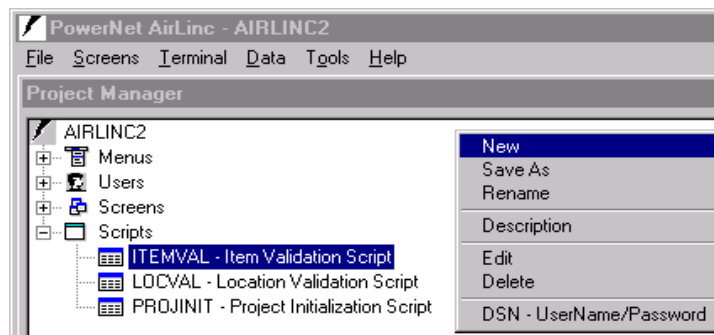 PowerNet AirLinc - AIRLINC2
File Screens Terminal Data Tools Help
Project Manager
AIRLINC2
Menus
Users
Screens
Scripts
ITEMVAL - Item Validation Script
LOCVAL - Location Validation Script
PROJINIT - Project Initialization Script
New
Save As
Rename
Description
Edit
Delete
DSN - UserName/Password